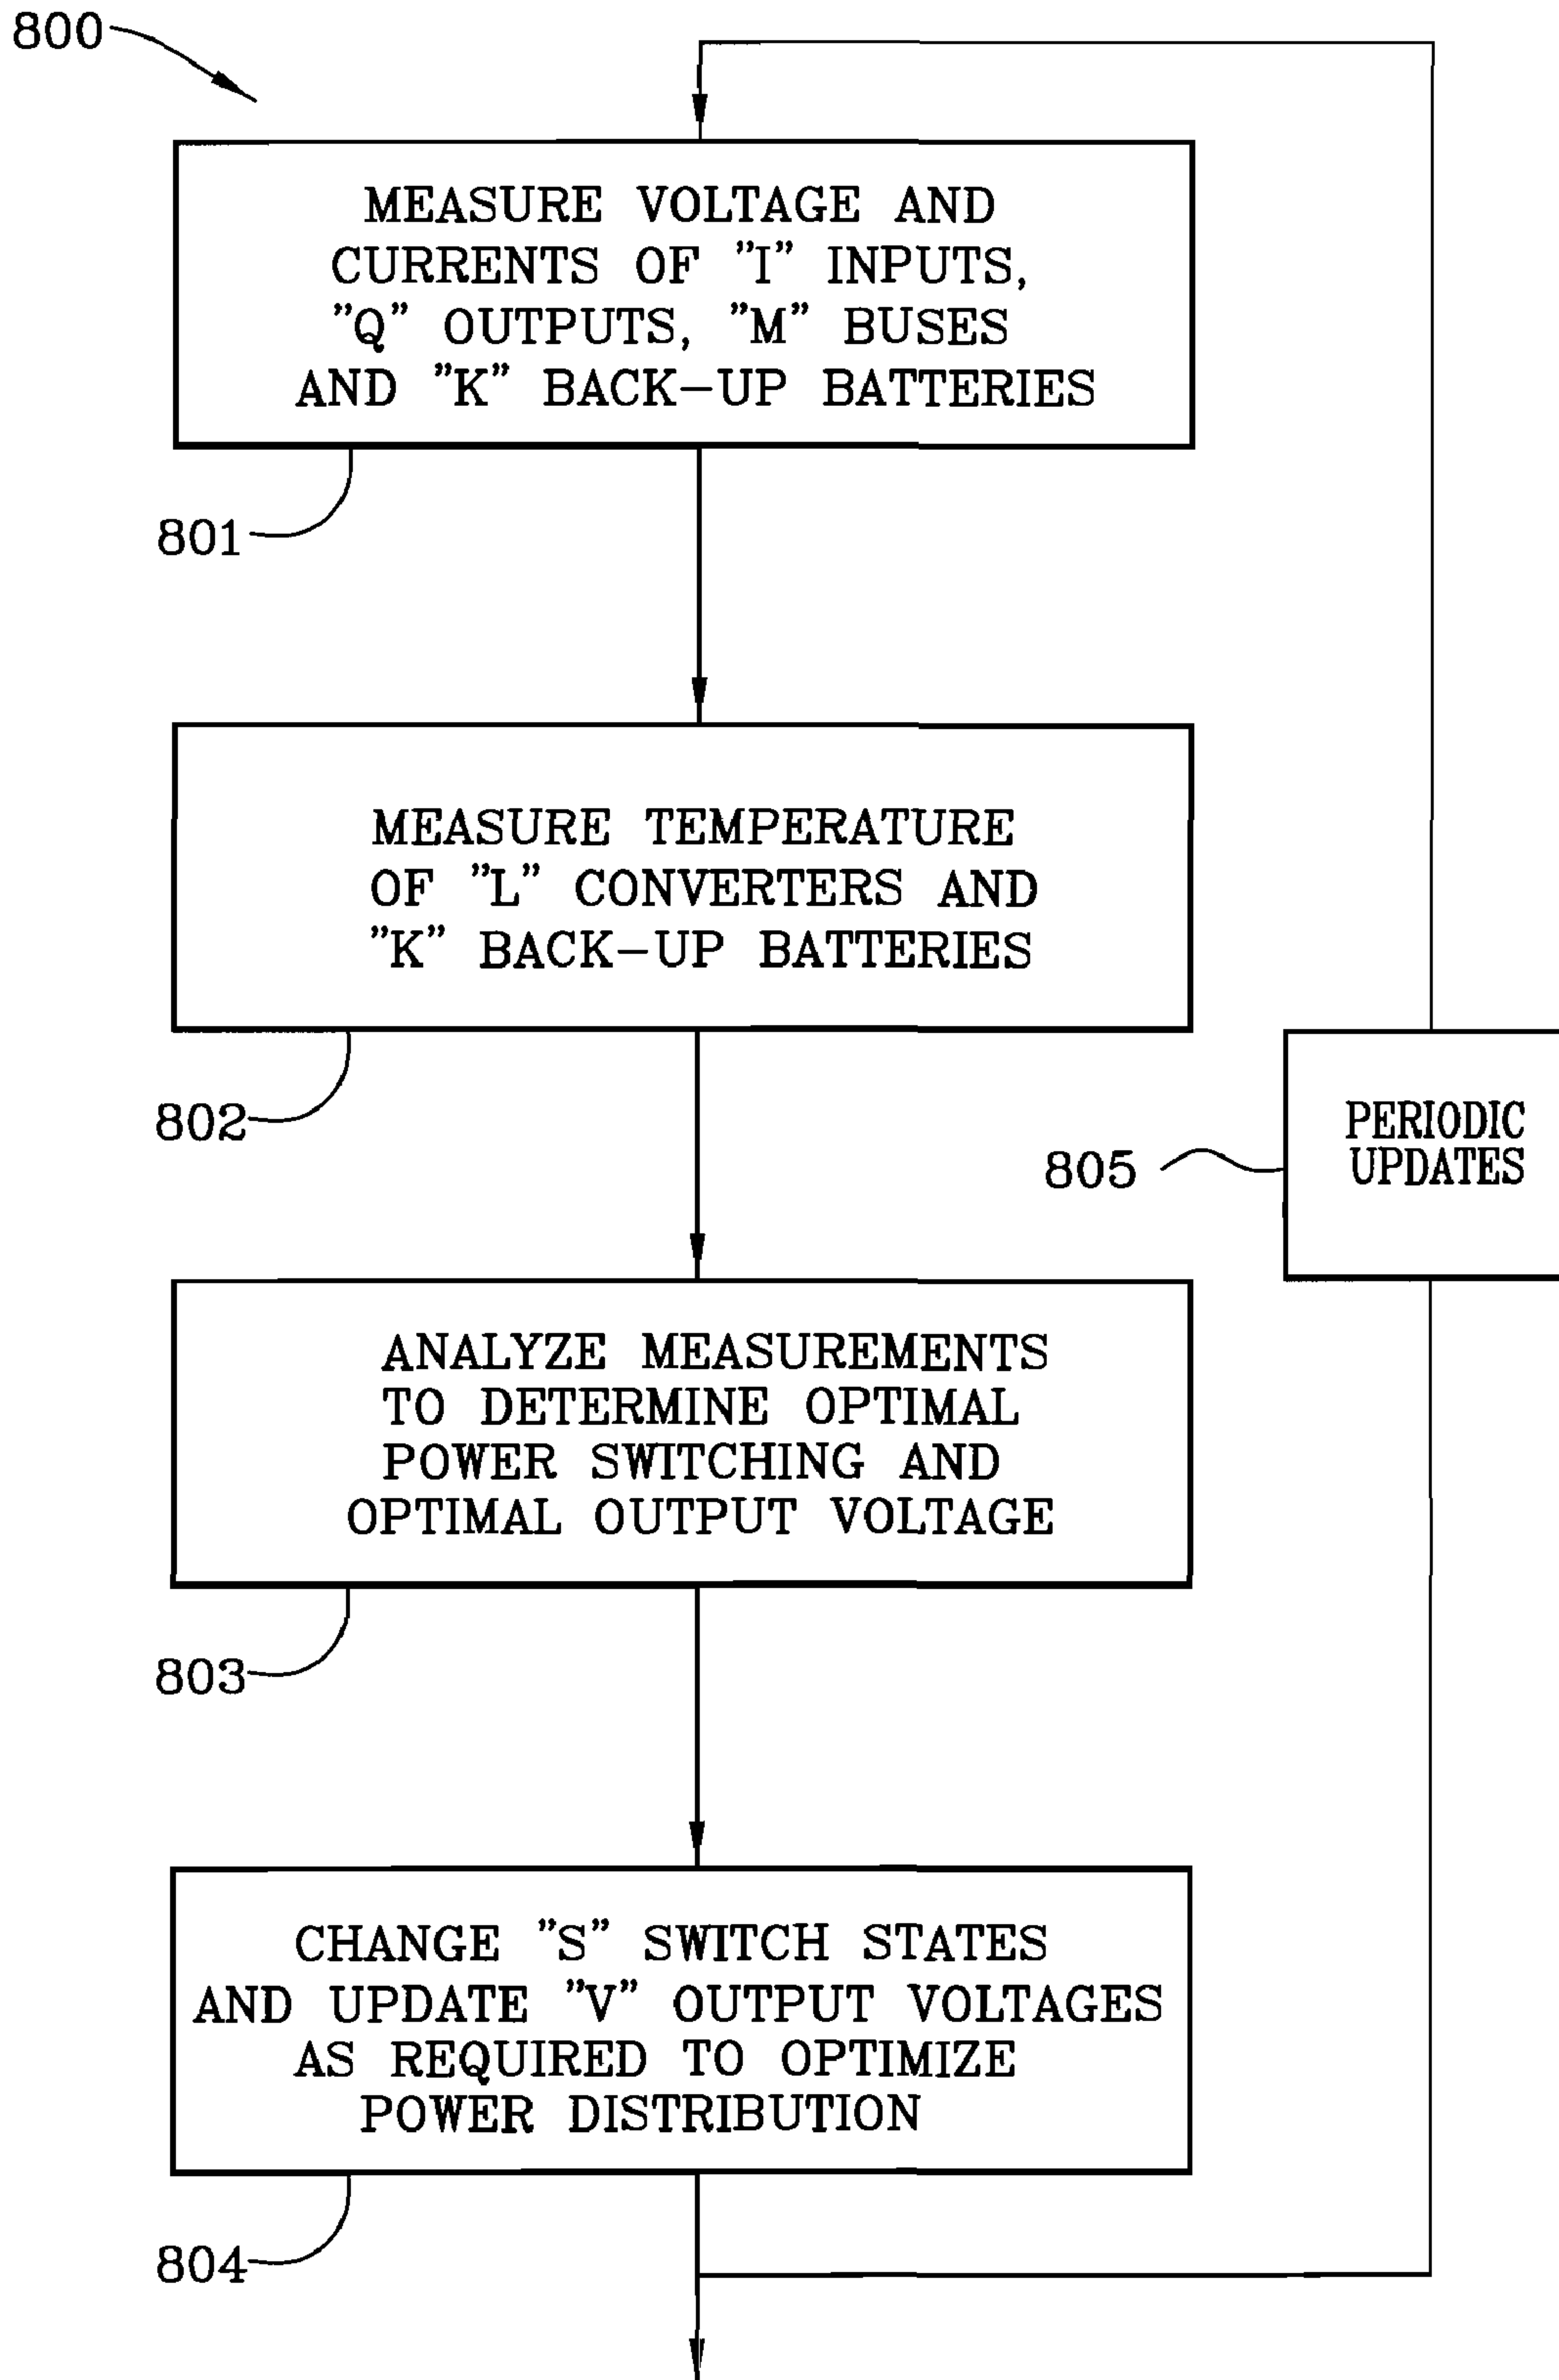 800
MEASURE VOLTAGE AND
CURRENTS OF "I" INPUTS,
"Q" OUTPUTS, "M" BUSES
AND "K" BACK-UP BATTERIES
801
MEASURE TEMPERATURE
OF "L" CONVERTERS AND
"K" BACK-UP BATTERIES
802
805
PERIODIC
UPDATES
ANALYZE MEASUREMENTS
TO DETERMINE OPTIMAL
POWER SWITCHING AND
OPTIMAL OUTPUT VOLTAGE
803
CHANGE "S" SWITCH STATES
AND UPDATE "V" OUTPUT VOLTAGES
AS REQUIRED TO OPTIMIZE
POWER DISTRIBUTION
804